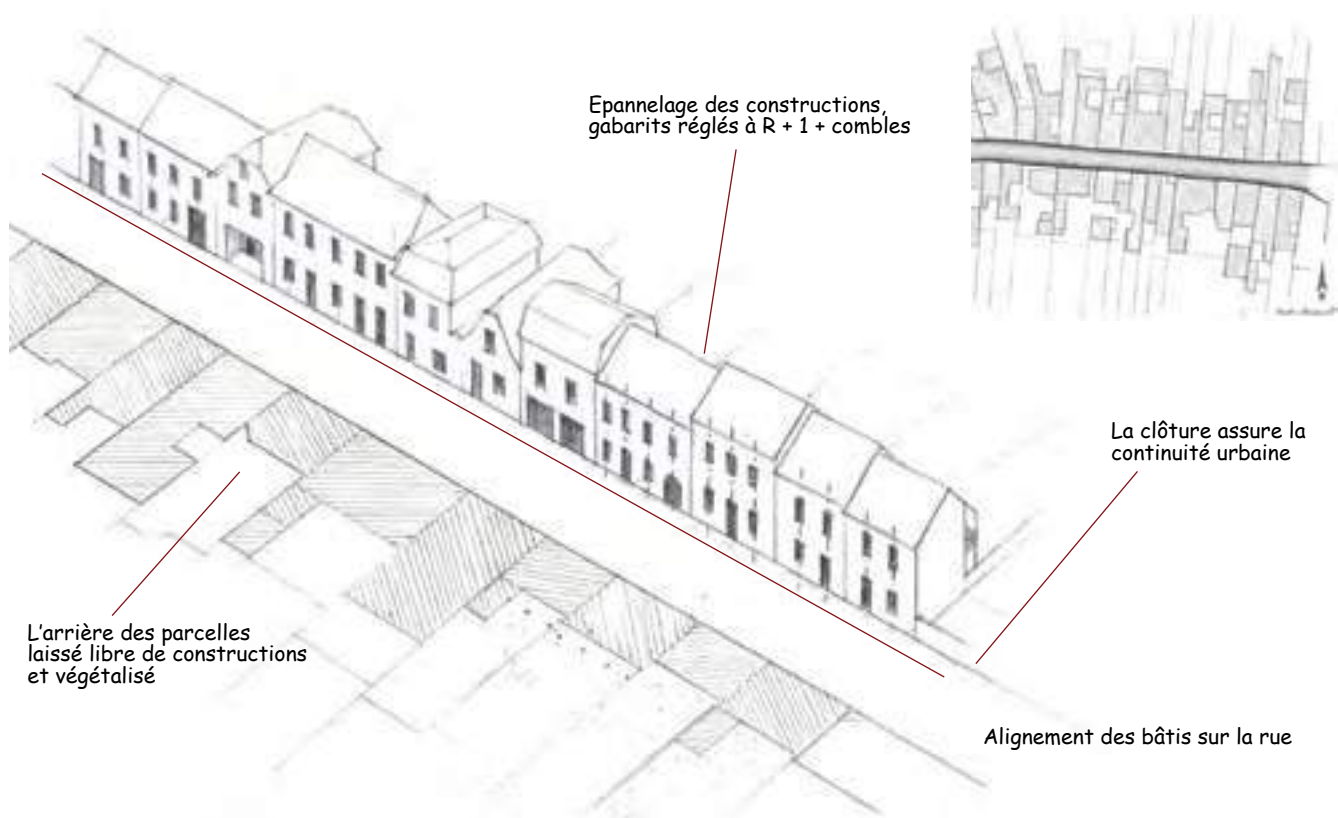 Epannelage des constructions,
gabarits réglés à R + 1 + combles
La clôture assure la
continuité urbaine
L'arrière des parcelles
laissé libre de constructions
et végétalisé
Alignement des bâtis sur la rue